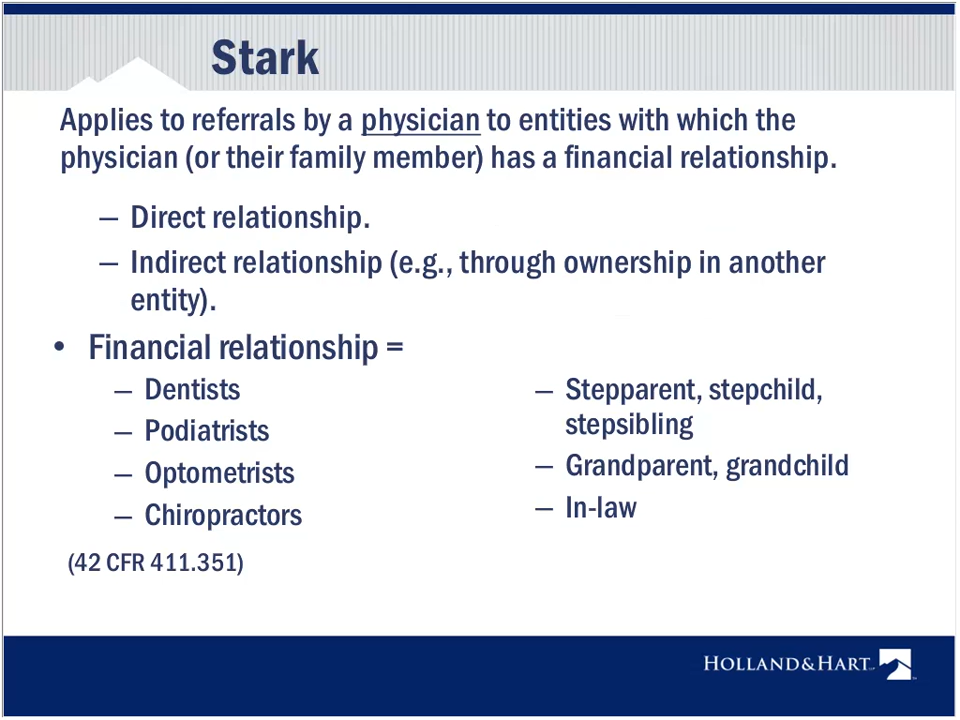 Stark
Applies to referrals by a physician to entities with which the
physician (or their family member) has a financial relationship.
– Direct relationship.
– Indirect relationship (e.g., through ownership in another
entity).
• Financial relationship =
– Dentists
– Podiatrists
– Optometrists
– Chiropractors
– Stepparent, stepchild,
stepsibling
– Grandparent, grandchild
– In-law
(42 CFR 411.351)
HOLLAND&HART